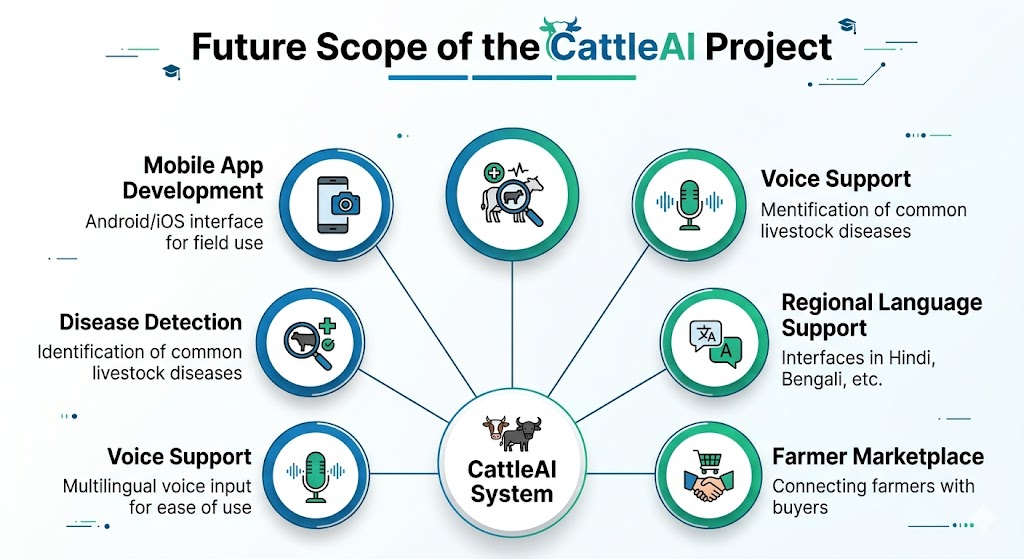 Future Scope of the CattleAI Project
Mobile App
Development
Android/iOS interface
for field use
Disease Detection
Identification of common
livestock diseases
Voice Support
Multilingual voice input
for ease of use
Voice Support
Mentification of common
livestock diseases
文A
A
Regional Language
Support
Interfaces in Hindi,
Bengali, etc.
Farmer Marketplace
Connecting farmers with
buyers
CattleAI
System